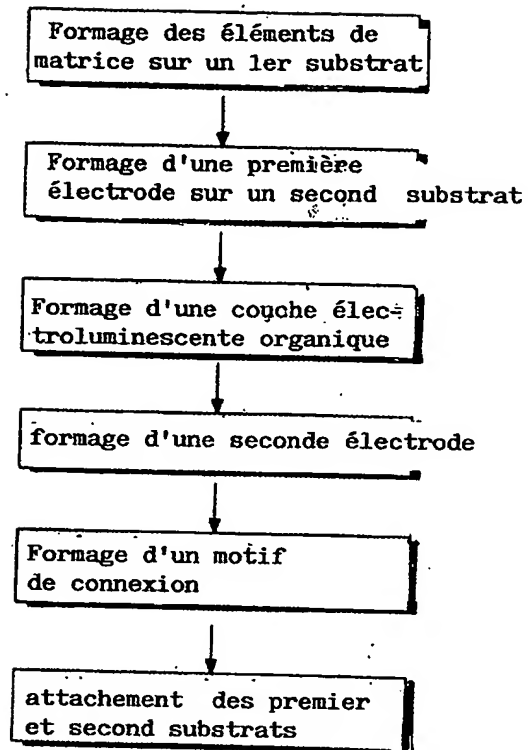 Formage des éléments de
matrice sur un 1er substrat
Formage d'une première
électrode sur un second substrat
Formage d'une couche élec-
troluminescente organique
formage d'une seconde électrode
Formage d'un motif
de connexion
attachement des premier
et second substrats